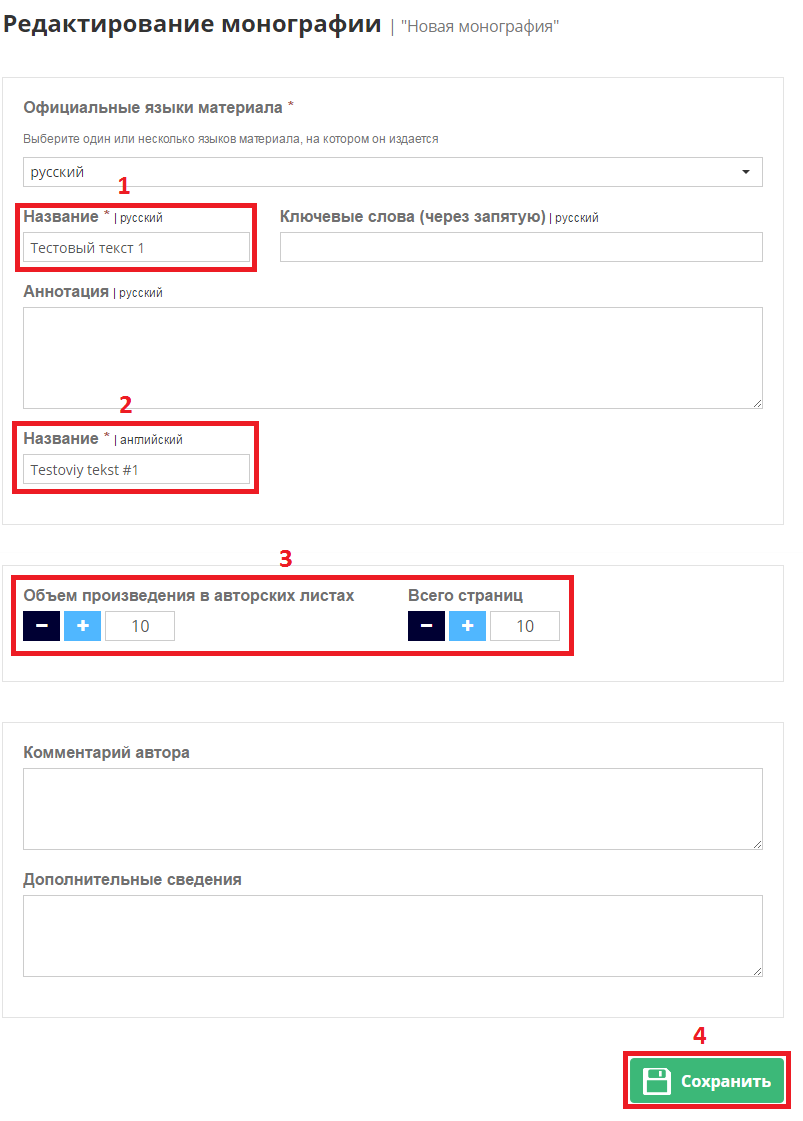 Редактирование монографии | "Новая монография"
Официальные языки материала *
Выберите один или несколько языков материала, на котором он издается
русский
1
Название * | русский Ключевые слова (через запятую) | русский
Тестовый текст 1
Аннотация | русский
2
Название * | английский
Testoviy tekst #1
3
Объем произведения в авторских листах Всего страниц
− + 10 − + 10
Комментарий автора
Дополнительные сведения
4
Сохранить